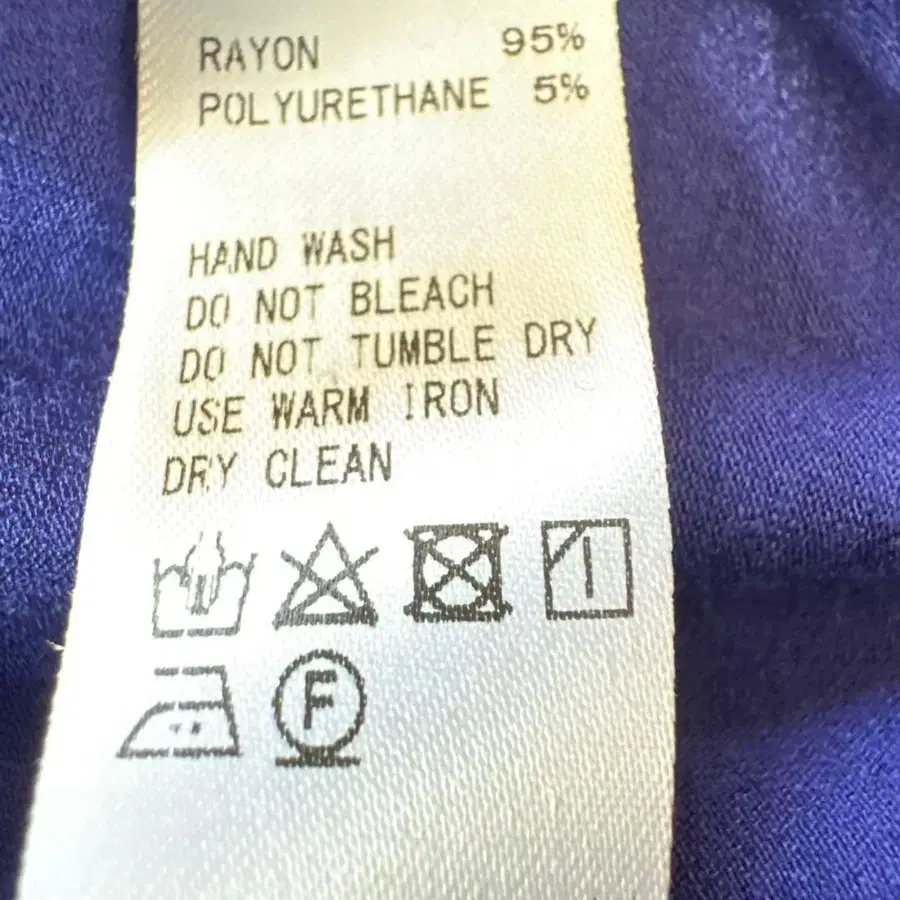 RAYON 95%
POLYURETHANE 5%
HAND WASH
DO NOT BLEACH
DO NOT TUMBLE DRY
USE WARM IRON
DRY CLEAN
F